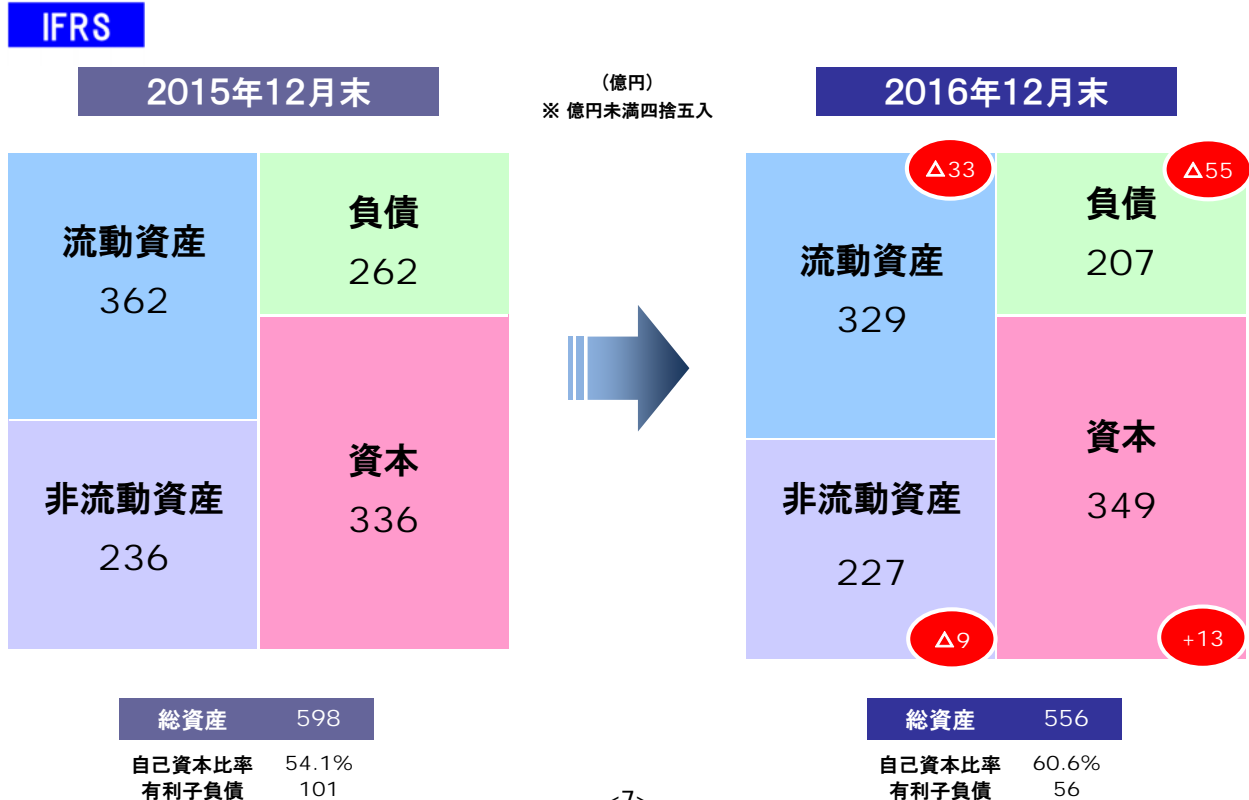 IFRS
2015年12月末
(億円)
※ 億円未満四捨五入
2016年12月末
流動資産
362
負債
262
非流動資産
236
資本
336
△33
△55
流動資産
329
負債
207
非流動資産
227
資本
349
△9
+13
総資産 598
自己資本比率 54.1%
有利子負債 101
総資産 556
自己資本比率 60.6%
有利子負債 56
<7>